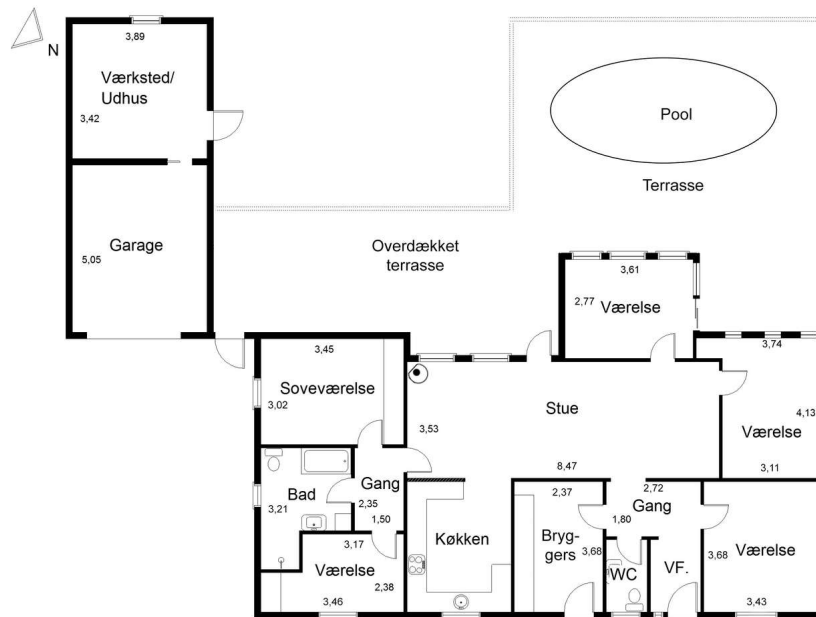 N
3,89
Værksted/
Udhus
3,42
Pool
Terrasse
Garage
5,05
Overdækket
terrasse
3,61
2,77
Værelse
3,45
Soveværelse
3,02
3,74
4,13
Værelse
3,11
Stue
3,53
8,47
Bad
3,21
Gang
2,35
1,50
3,17
Værelse
2,38
3,46
Køkken
2,37
Bryg-
gers
3,68
2,72
Gang
1,80
WC
VF.
3,68
Værelse
3,43